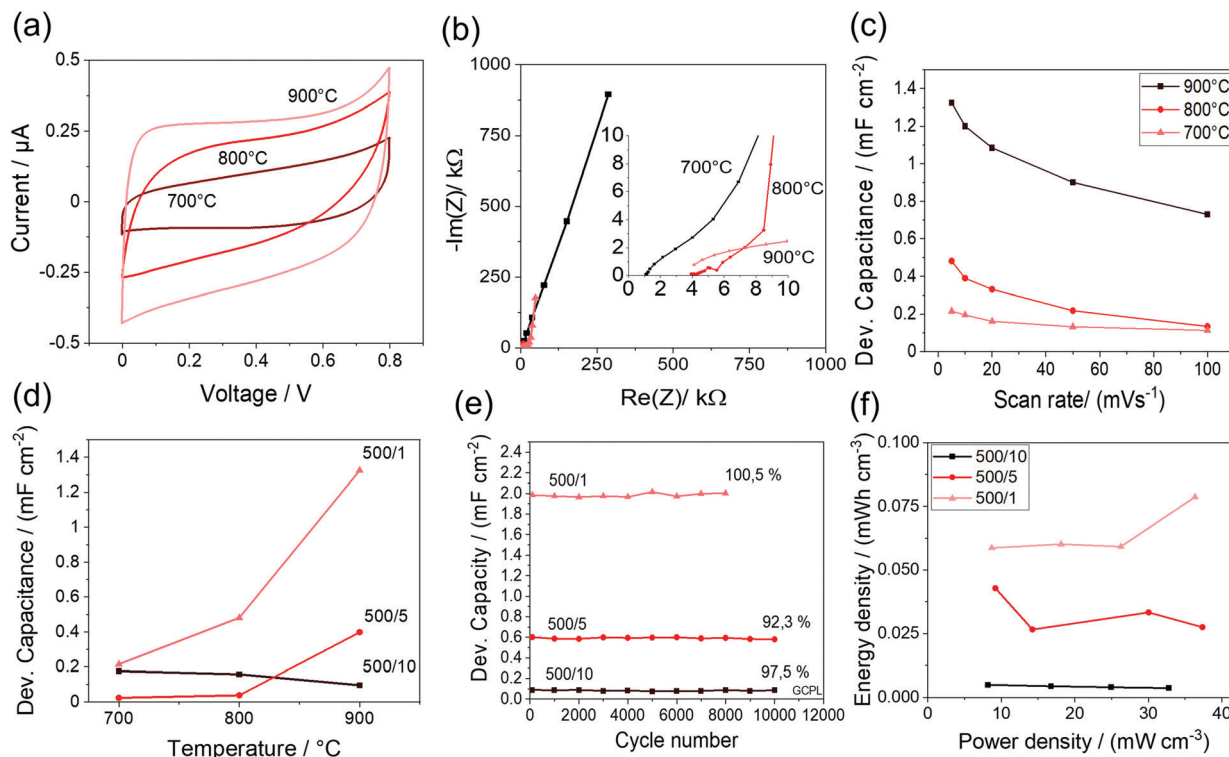 (a)
0.5
0.25
0
-0.25
-0.5
Current / µA
900°C
800°C
700°C
0
0.2
0.4
0.6
0.8
Voltage / V
(b)
1000
750
500
250
0
-Im(Z)/ kΩ
10
8
6
4
2
0
700°C
800°C
900°C
0 2 4 6 8 10
0 250 500 750 1000
Re(Z)/ kΩ
(c)
1.4
1.2
1
0.8
0.6
0.4
0.2
0
Dev. Capacitance / (mF cm⁻²)
900°C
800°C
700°C
0 20 40 60 80 100
Scan rate/ (mVs⁻¹)
(d)
1.4
1.2
1
0.8
0.6
0.4
0.2
0
Dev. Capacitance / (mF cm⁻²)
500/1
500/5
500/10
700 800 900
Temperature / °C
(e)
2.4
2.2
2.0
1.8
1.6
1.4
1.2
1.0
0.8
0.6
0.4
0.2
0.0
Dev. Capacity / (mF cm⁻²)
500/1
100,5 %
500/5
92,3 %
500/10
97,5 %
GCPL
0 2000 4000 6000 8000 10000 12000
Cycle number
(f)
0.100
0.075
0.050
0.025
0.000
Energy density / (mWh cm⁻³)
500/10
500/5
500/1
0 10 20 30 40
Power density / (mW cm⁻³)